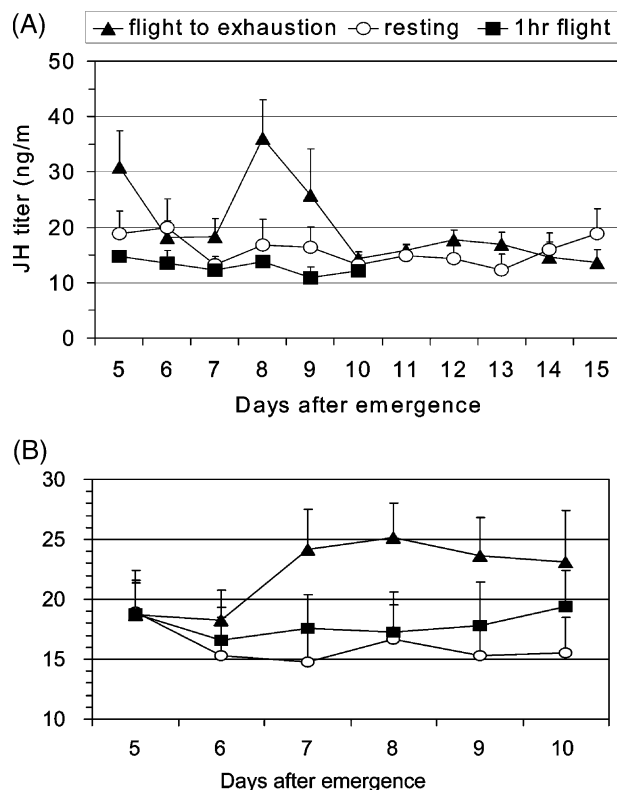 (A)
flight to exhaustion resting 1hr flight
JH titer (ng/m
50
40
30
20
10
0
5 6 7 8 9 10 11 12 13 14 15
Days after emergence
(B)
30
25
20
15
10
5 6 7 8 9 10
Days after emergence